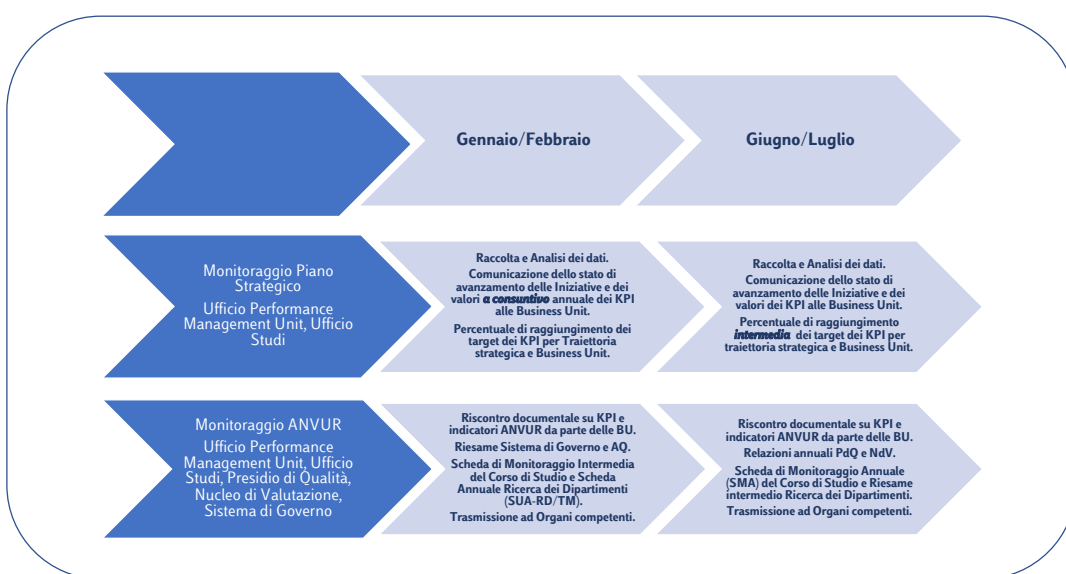 Gennaio/Febbraio
Giugno/Luglio
Monitoraggio Piano
Strategico
Ufficio Performance
Management Unit, Ufficio
Studi
Raccolta e Analisi dei dati.
Comunicazione dello stato di
avanzamento delle Iniziative e dei
valori a consuntivo annuale dei KPI
alle Business Unit.
Percentuale di raggiungimento dei
target dei KPI per Traiettoria
strategica e Business Unit.
Raccolta e Analisi dei dati.
Comunicazione dello stato di
avanzamento delle Iniziative e dei
valori dei KPI alle Business Unit.
Percentuale di raggiungimento
intermedia dei target dei KPI per
traiettoria strategica e Business Unit.
Monitoraggio ANVUR
Ufficio Performance
Management Unit, Ufficio
Studi, Presidio di Qualità,
Nucleo di Valutazione,
Sistema di Governo
Riscontro documentale su KPI e
indicatori ANVUR da parte delle BU.
Riesame Sistema di Governo e AQ.
Scheda di Monitoraggio Intermedia
del Corso di Studio e Scheda
Annuale Ricerca dei Dipartimenti
(SUA-RD/TM).
Trasmissione ad Organi competenti.
Riscontro documentale su KPI e
indicatori ANVUR da parte delle BU.
Relazioni annuali PdQ e NdV.
Scheda di Monitoraggio Annuale
(SMA) del Corso di Studio e Riesame
intermedio Ricerca dei Dipartimenti.
Trasmissione ad Organi competenti.